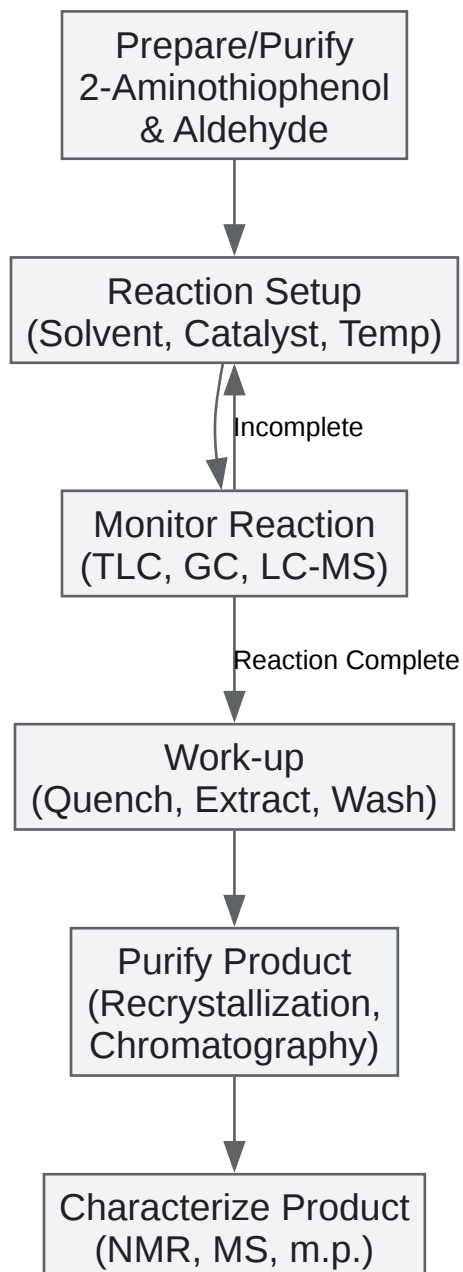 Prepare/Purify
2-Aminothiophenol
& Aldehyde
Reaction Setup
(Solvent, Catalyst, Temp)
Incomplete
Monitor Reaction
(TLC, GC, LC-MS)
Reaction Complete
Work-up
(Quench, Extract, Wash)
Purify Product
(Recrystallization,
Chromatography)
Characterize Product
(NMR, MS, m.p.)